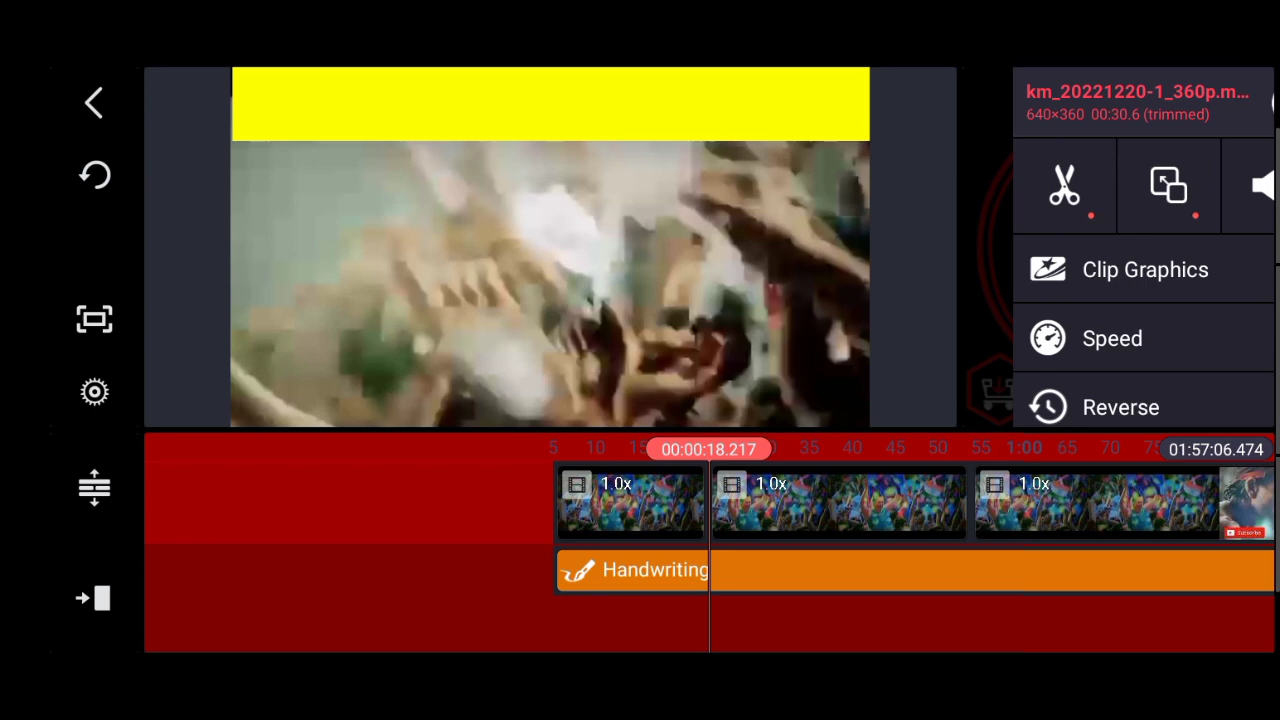 km_20221220-1_360p.m...
640×360 00:30.6 (trimmed)
Clip Graphics
Speed
Reverse
5 10 15 00:00:18.217 35 40 45 50 55 1:00 65 70 75 01:57:06.474
1.0x 1.0x 1.0x
Subscribe
Handwriting